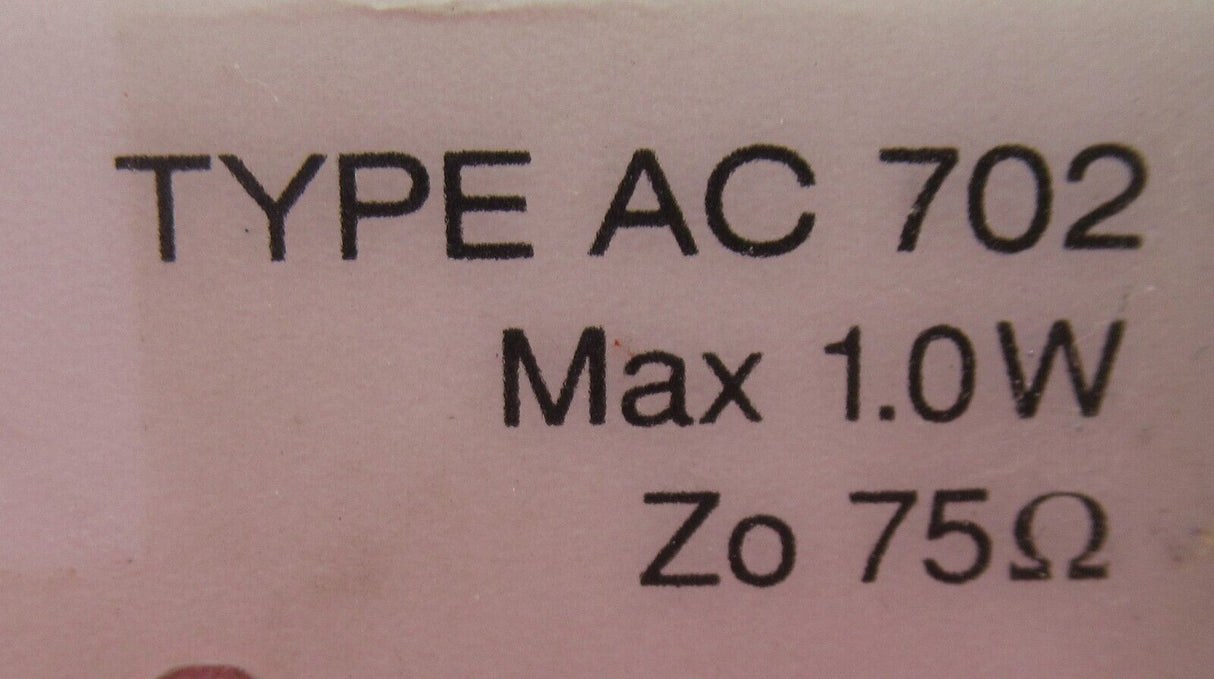 TYPE AC 702
Max 1.0W
Zo 75Ω